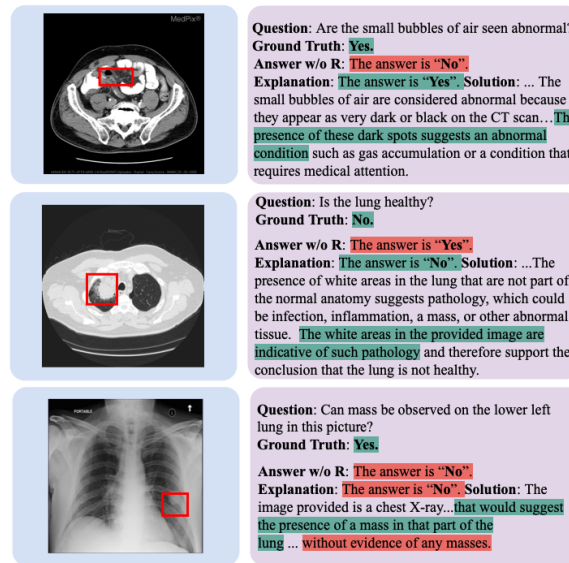 MedPix®
Question: Are the small bubbles of air seen abnormal?
Ground Truth: Yes.
Answer w/o R: The answer is “No”.
Explanation: The answer is “Yes”. Solution: ... The
small bubbles of air are considered abnormal because
they appear as very dark or black on the CT scan…The
presence of these dark spots suggests an abnormal
condition such as gas accumulation or a condition that
requires medical attention.
Question: Is the lung healthy?
Ground Truth: No.
Answer w/o R: The answer is “Yes”.
Explanation: The answer is “No”. Solution: ...The
presence of white areas in the lung that are not part of
the normal anatomy suggests pathology, which could
be infection, inflammation, a mass, or other abnormal
tissue. The white areas in the provided image are
indicative of such pathology and therefore support the
conclusion that the lung is not healthy.
PORTABLE
Question: Can mass be observed on the lower left
lung in this picture?
Ground Truth: Yes.
Answer w/o R: The answer is “No”.
Explanation: The answer is “No”. Solution: The
image provided is a chest X-ray...that would suggest
the presence of a mass in that part of the
lung ... without evidence of any masses.